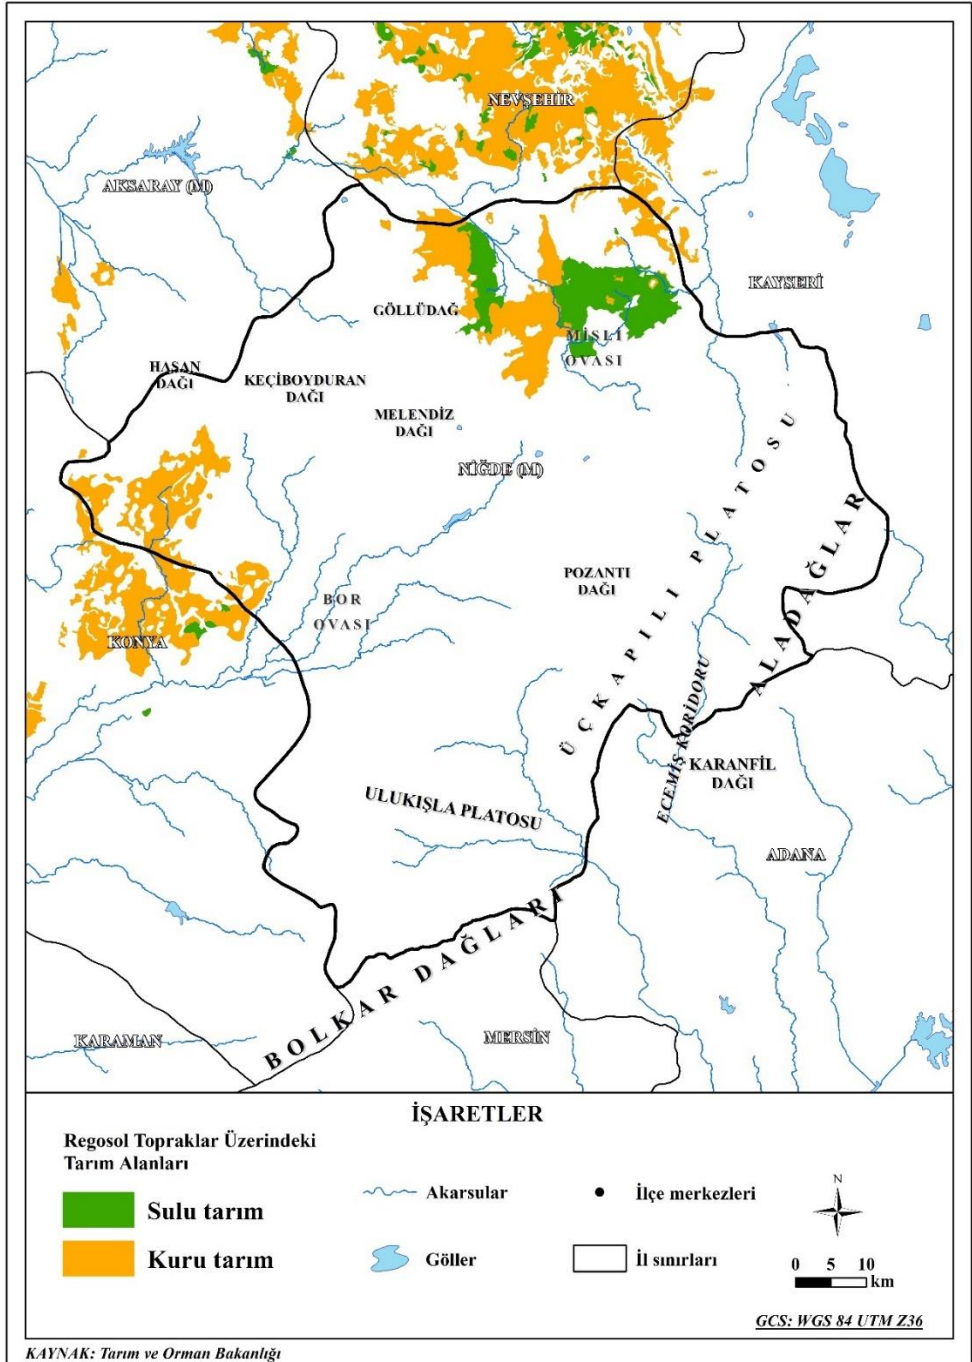 NEVŞEHİR
AKSARAY (M)
KAYSERİ
GÖLLÜDAĞ
MİSLİ
OVASI
HASAN
DAĞI
KEÇİBOYDURAN
DAĞI
MELENDİZ
DAĞI
NİĞDE (M)
ÜÇKAPILI PLATOSU
ALADAĞLAR
POZANTI
DAĞI
BOR
OVASI
KONYA
ECEMİŞ KORİDORU
KARANFİL
DAĞI
ULUKIŞLA PLATOSU
ADANA
BOLKAR DAĞLARI
KARAMAN
MERSİN
İŞARETLER
Regosol Topraklar Üzerindeki
Tarım Alanları
Sulu tarım
Kuru tarım
Akarsular
Göller
İlçe merkezleri
İl sınırları
N
0 5 10
km
GCS: WGS 84 UTM Z36
KAYNAK: Tarım ve Orman Bakanlığı